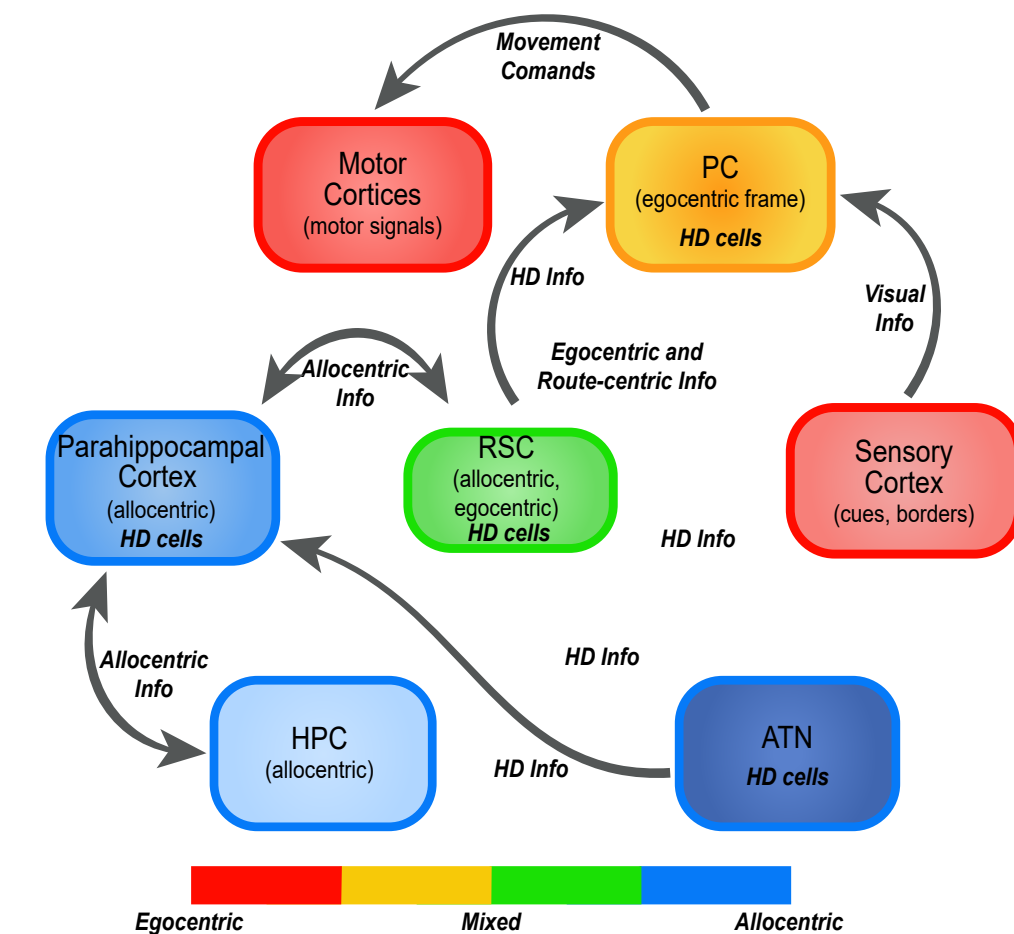 Movement
Comands
Motor
Cortices
(motor signals)
PC
(egocentric frame)
HD cells
HD Info
Visual
Info
Egocentric and
Route-centric Info
Allocentric
Info
Parahippocampal
Cortex
(allocentric)
HD cells
RSC
(allocentric,
egocentric)
HD cells
Sensory
Cortex
(cues, borders)
HD Info
Allocentric
Info
HD Info
HPC
(allocentric)
HD Info
ATN
HD cells
Egocentric
Mixed
Allocentric